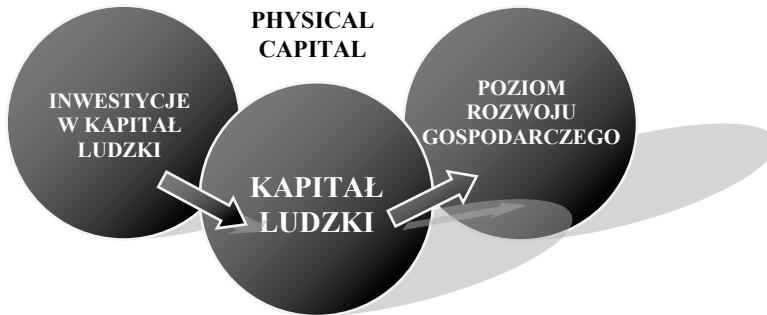 PHYSICAL
CAPITAL
INWESTYCJE
W KAPITAŁ
LUDZKI
KAPITAŁ
LUDZKI
POZIOM
ROZWOJU
GOSPODARCZEGO